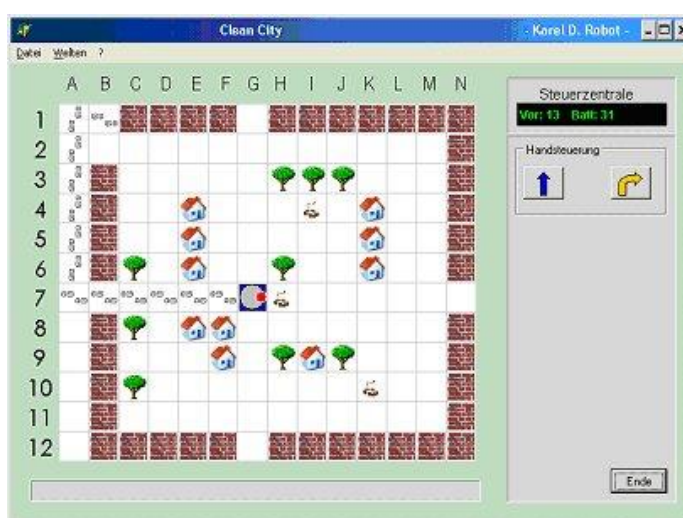 Clean City - Karel D. Robot -
Datei Welten ?
A B C D E F G H I J K L M N
1
2
3
4
5
6
7
8
9
10
11
12
Steuerzentrale
Vor: 13 Batt: 31
Handsteuerung
Ende